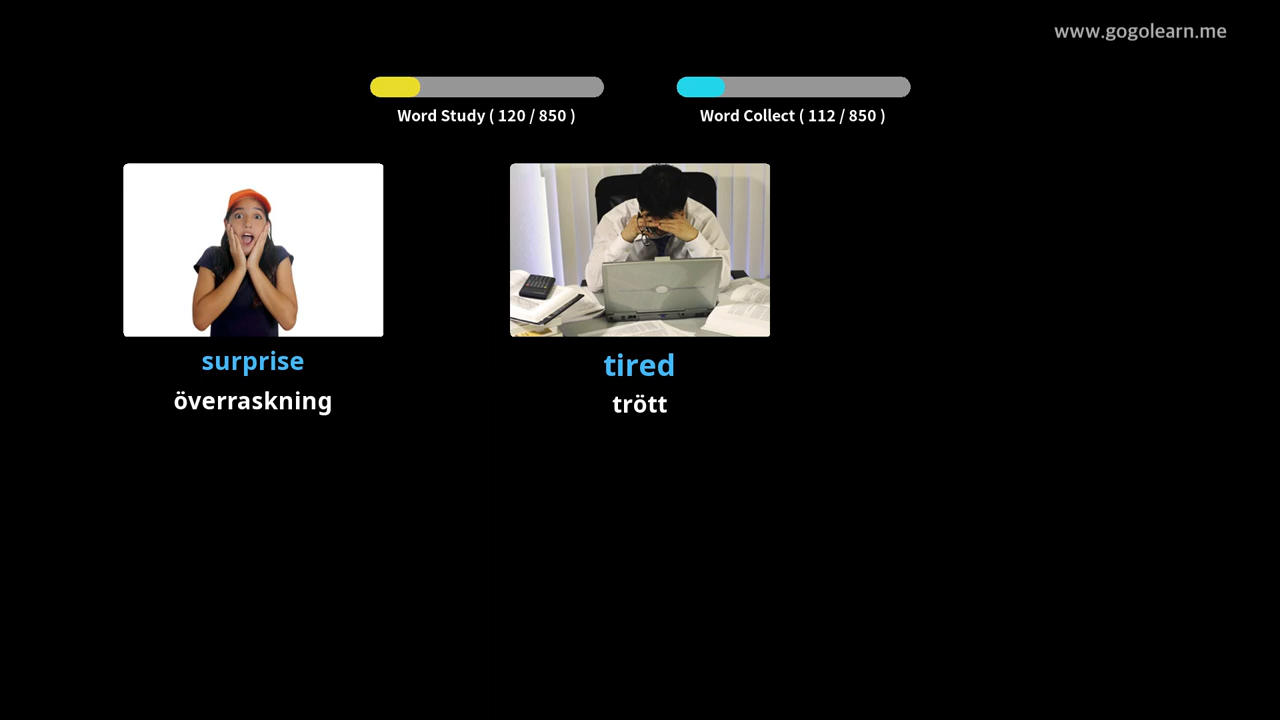 www.gogolearn.me
Word Study ( 120 / 850 )
Word Collect ( 112 / 850 )
surprise
överraskning
tired
trött